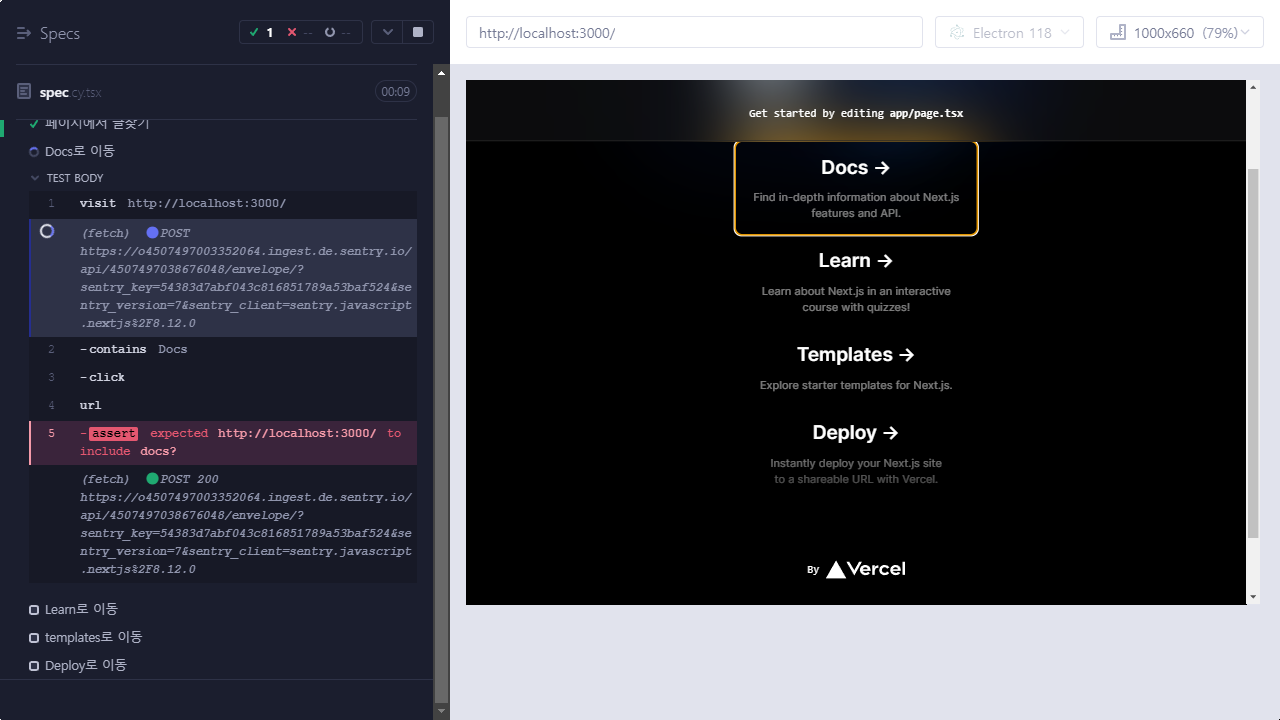 Specs
1
--
--
spec.cy.tsx
00:09
페이지에서 글찾기
Docs로 이동
TEST BODY
1 visit http://localhost:3000/
(fetch) POST
https://o4507497003352064.ingest.de.sentry.io/
api/4507497038676048/envelope/?
sentry_key=54383d7abf043c816851789a53baf524&se
ntry_version=7&sentry_client=sentry.javascript
.nextjs%2F8.12.0
2 -contains Docs
3 -click
4 url
5 -assert expected http://localhost:3000/ to
include docs?
(fetch) POST 200
https://o4507497003352064.ingest.de.sentry.io/
api/4507497038676048/envelope/?
sentry_key=54383d7abf043c816851789a53baf524&se
ntry_version=7&sentry_client=sentry.javascript
.nextjs%2F8.12.0
Learn로 이동
templates로 이동
Deploy로 이동
http://localhost:3000/
Electron 118
1000x660 (79%)
Get started by editing app/page.tsx
Docs →
Find in-depth information about Next.js
features and API.
Learn →
Learn about Next.js in an interactive
course with quizzes!
Templates →
Explore starter templates for Next.js.
Deploy →
Instantly deploy your Next.js site
to a shareable URL with Vercel.
By Vercel